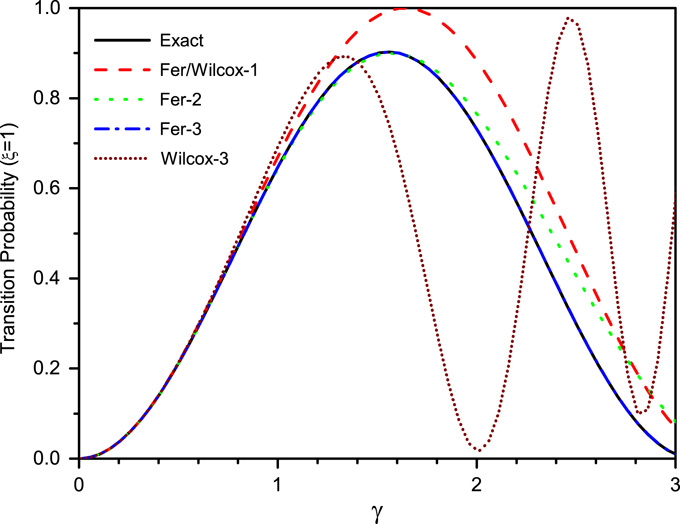 1.0
0.8
0.6
0.4
0.2
0.0
Transition Probability (ξ=1)
Exact
Fer/Wilcox-1
Fer-2
Fer-3
Wilcox-3
0 1 2 3
γ